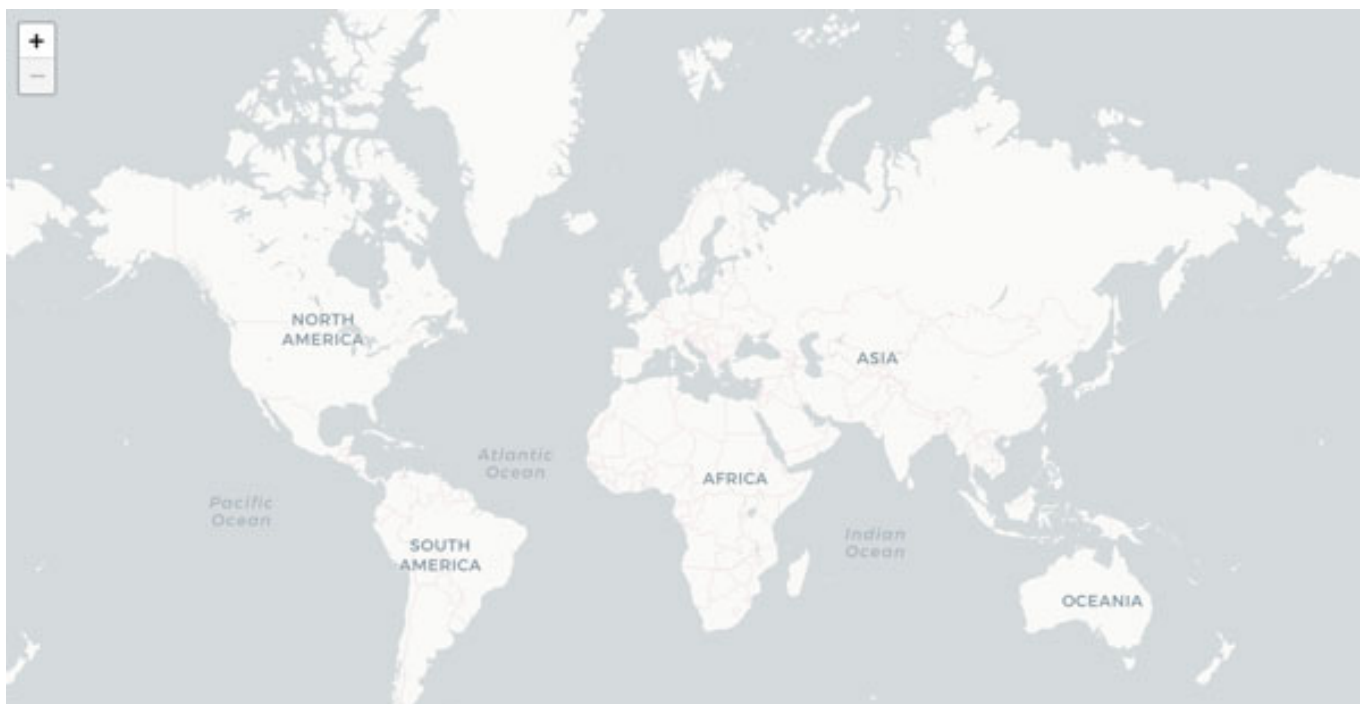 +
−
NORTH
AMERICA
ASIA
Atlantic
Ocean
AFRICA
Pacific
Ocean
Indian
Ocean
SOUTH
AMERICA
OCEANIA